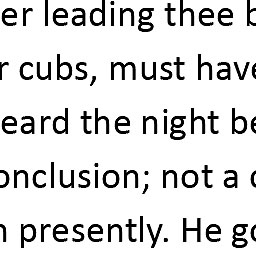 er leading thee b
r cubs, must have
eard the night be
onclusion; not a c
n presently. He go